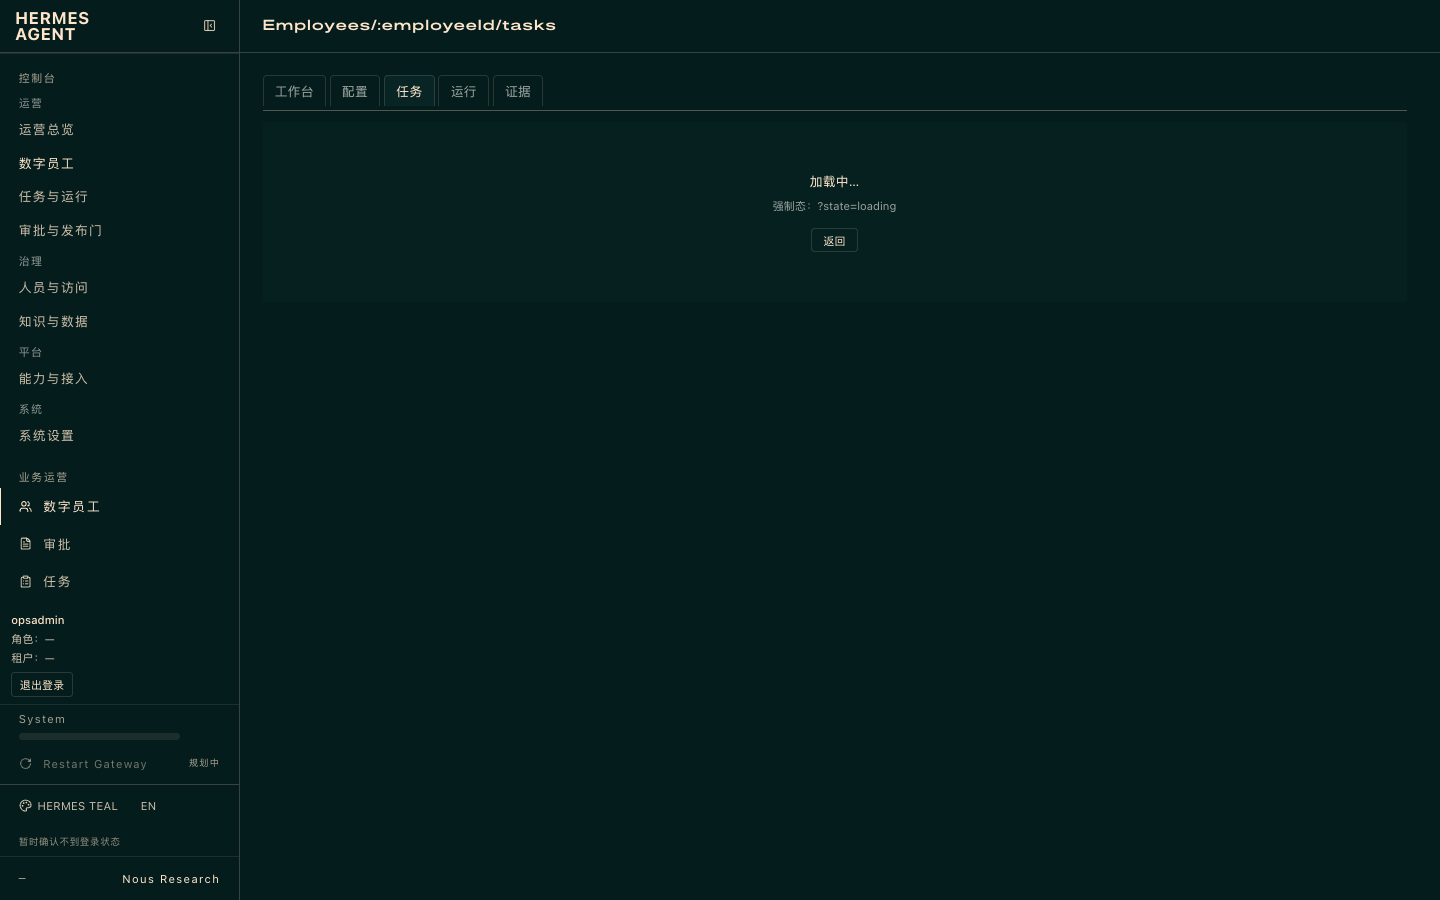 HERMES
AGENT
Employees/:employeeId/tasks
控制台
运营
运营总览
数字员工
任务与运行
审批与发布门
治理
人员与访问
知识与数据
平台
能力与接入
系统
系统设置
业务运营
数字员工
审批
任务
opsadmin
角色：—
租户：—
退出登录
System
Restart Gateway 规划中
HERMES TEAL EN
暂时确认不到登录状态
— Nous Research
工作台 配置 任务 运行 证据
加载中...
强制态：?state=loading
返回